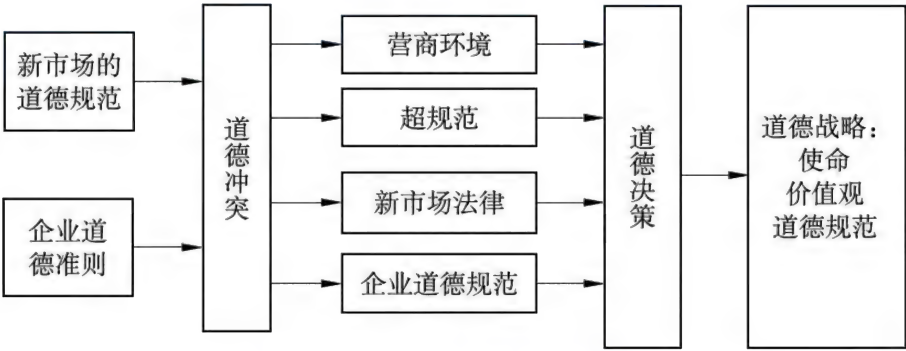 新市场的
道德规范
企业道
德准则
道德冲突
营商环境
超规范
新市场法律
企业道德规范
道德决策
道德战略：
使命
价值观
道德规范